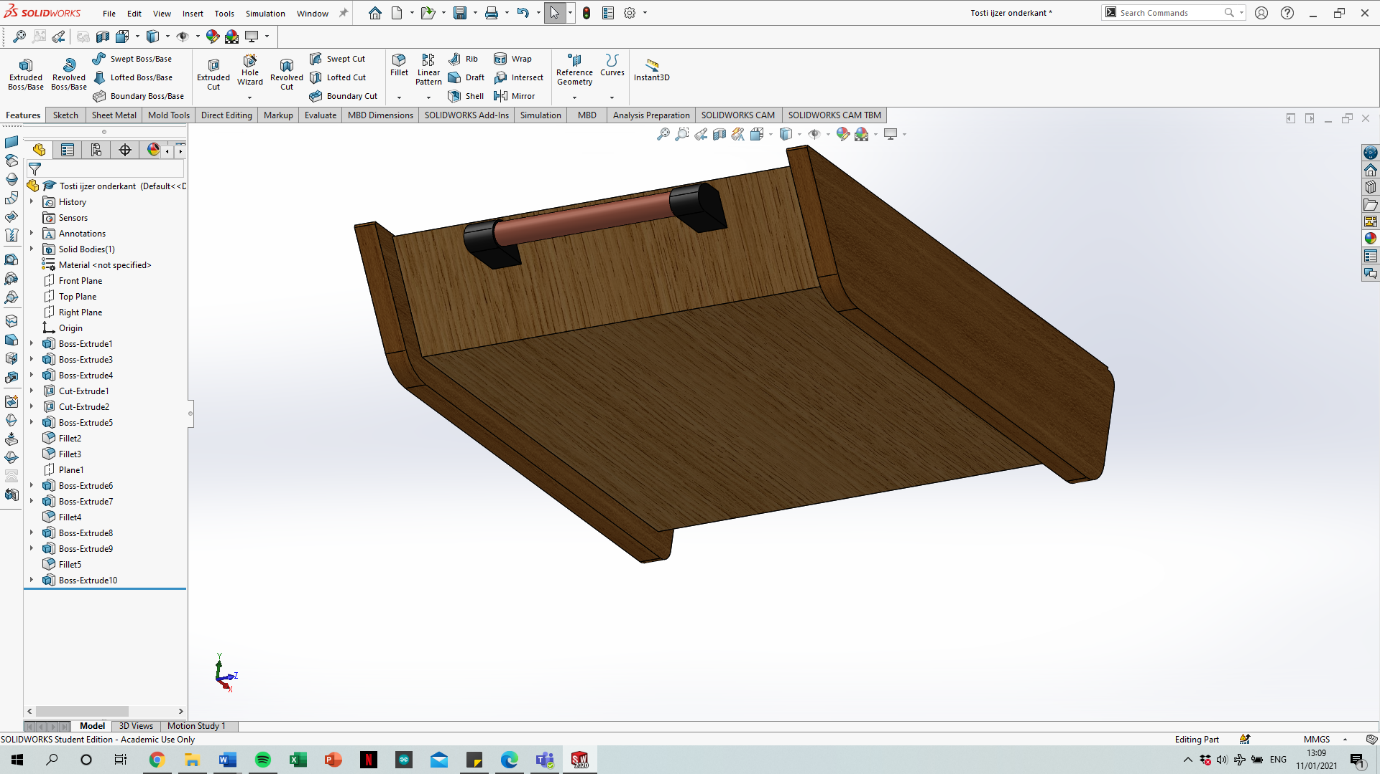 SOLIDWORKS File Edit View Insert Tools Simulation Window Tosti ijzer onderkant * Search Commands
Extruded Boss/Base
Revolved Boss/Base
Swept Boss/Base
Lofted Boss/Base
Boundary Boss/Base
Extruded Cut
Hole Wizard
Revolved Cut
Swept Cut
Lofted Cut
Boundary Cut
Fillet
Linear Pattern
Rib
Draft
Shell
Wrap
Intersect
Mirror
Reference Geometry
Curves
Instant3D
Features Sketch Sheet Metal Mold Tools Direct Editing Markup Evaluate MBD Dimensions SOLIDWORKS Add-Ins Simulation MBD Analysis Preparation SOLIDWORKS CAM SOLIDWORKS CAM TBM
Tosti ijzer onderkant (Default<<D
History
Sensors
Annotations
Solid Bodies(1)
Material <not specified>
Front Plane
Top Plane
Right Plane
Origin
Boss-Extrude1
Boss-Extrude3
Boss-Extrude4
Cut-Extrude1
Cut-Extrude2
Boss-Extrude5
Fillet2
Fillet3
Plane1
Boss-Extrude6
Boss-Extrude7
Fillet4
Boss-Extrude8
Boss-Extrude9
Fillet5
Boss-Extrude10
Y
Z
X
Model 3D Views Motion Study 1
SOLIDWORKS Student Edition - Academic Use Only Editing Part MMGS
ENG
13:09
11/01/2021